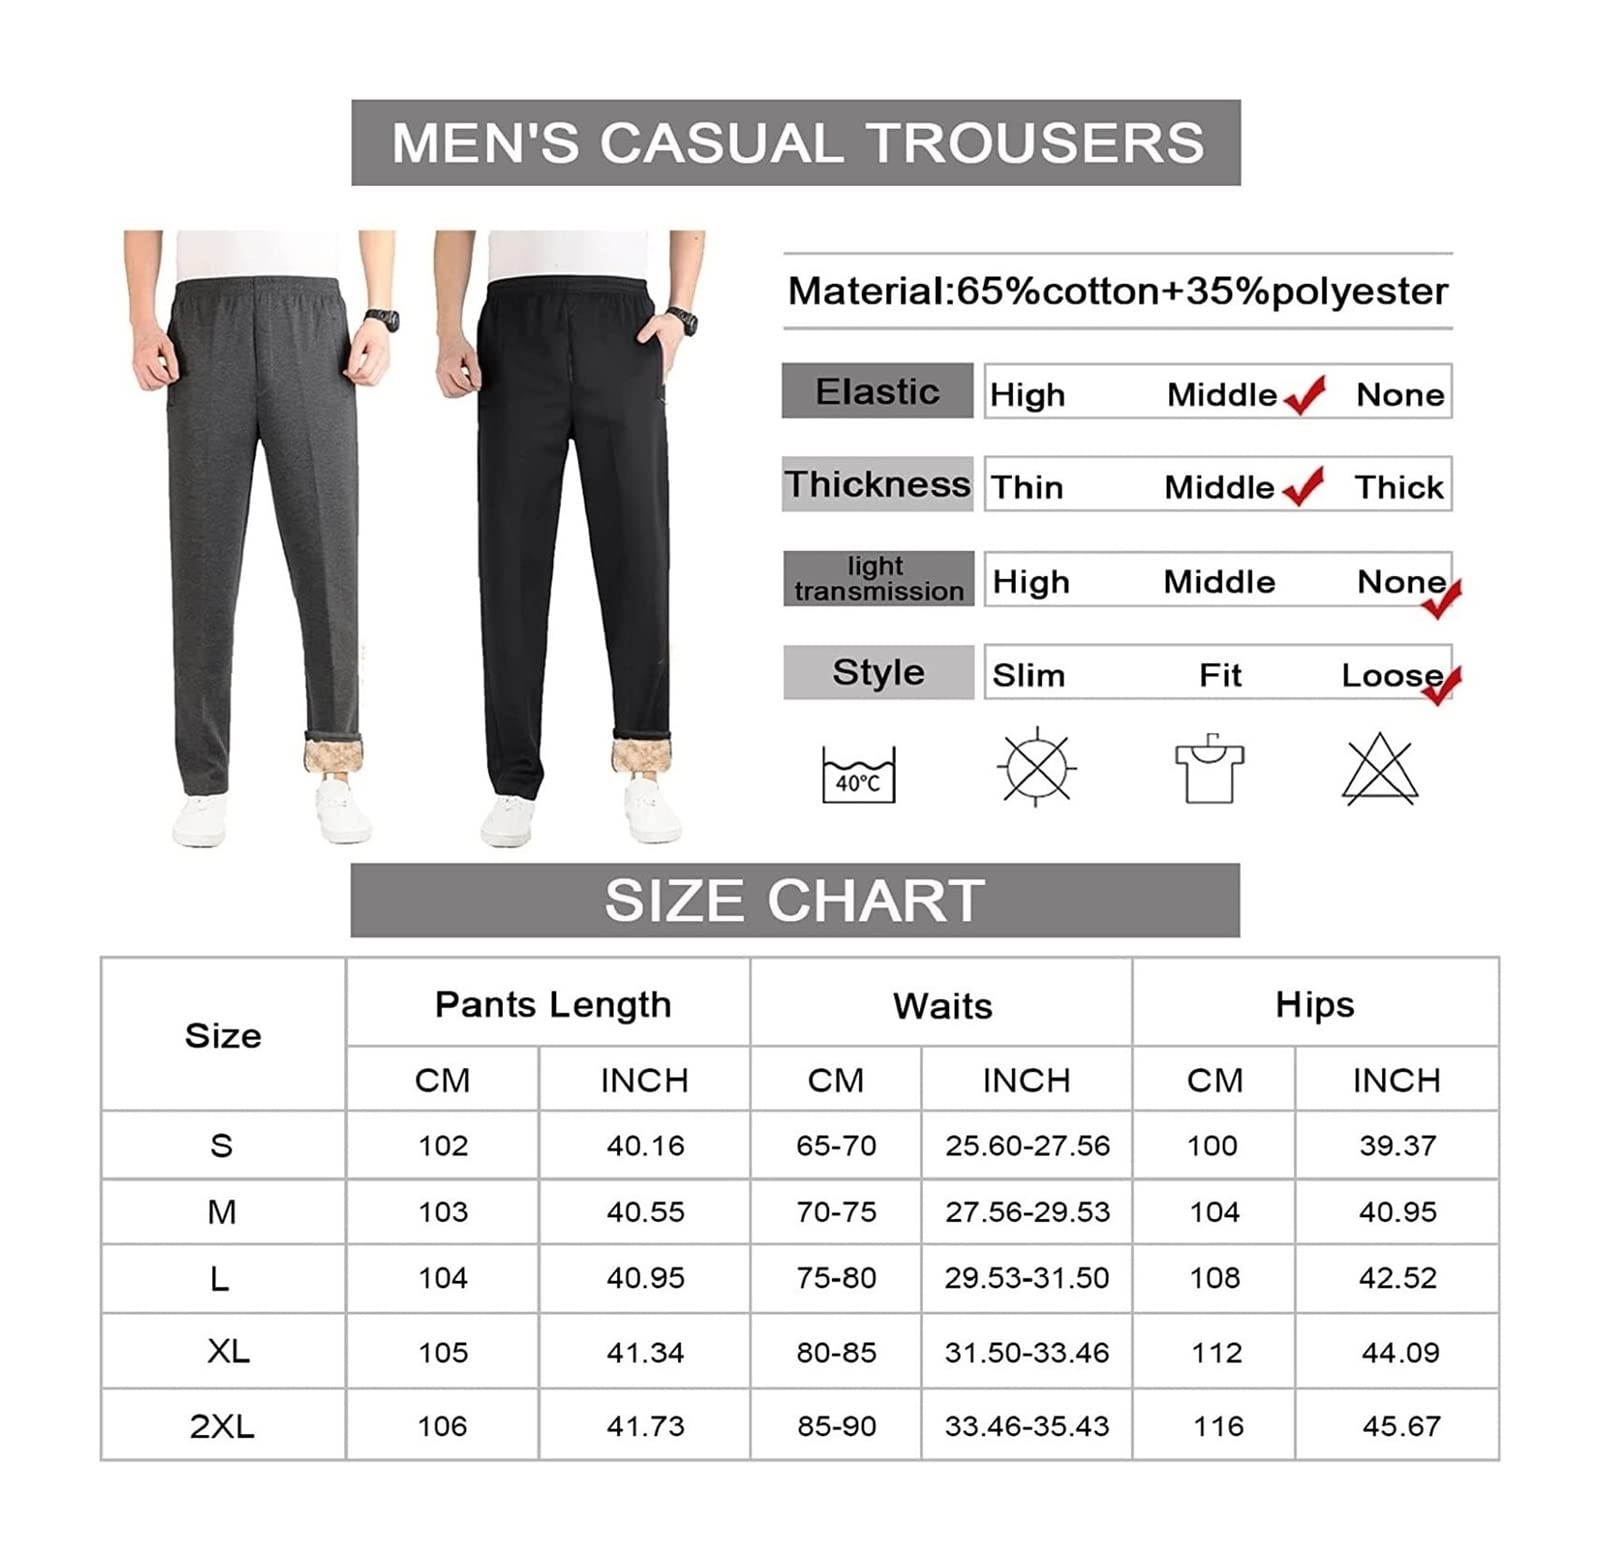 MEN'S CASUAL TROUSERS
Material:65%cotton+35%polyester
Elastic High Middle None
Thickness Thin Middle Thick
light
transmission High Middle None
Style Slim Fit Loose
40°C
SIZE CHART
Size Pants Length Waits Hips
CM INCH CM INCH CM INCH
S 102 40.16 65-70 25.60-27.56 100 39.37
M 103 40.55 70-75 27.56-29.53 104 40.95
L 104 40.95 75-80 29.53-31.50 108 42.52
XL 105 41.34 80-85 31.50-33.46 112 44.09
2XL 106 41.73 85-90 33.46-35.43 116 45.67